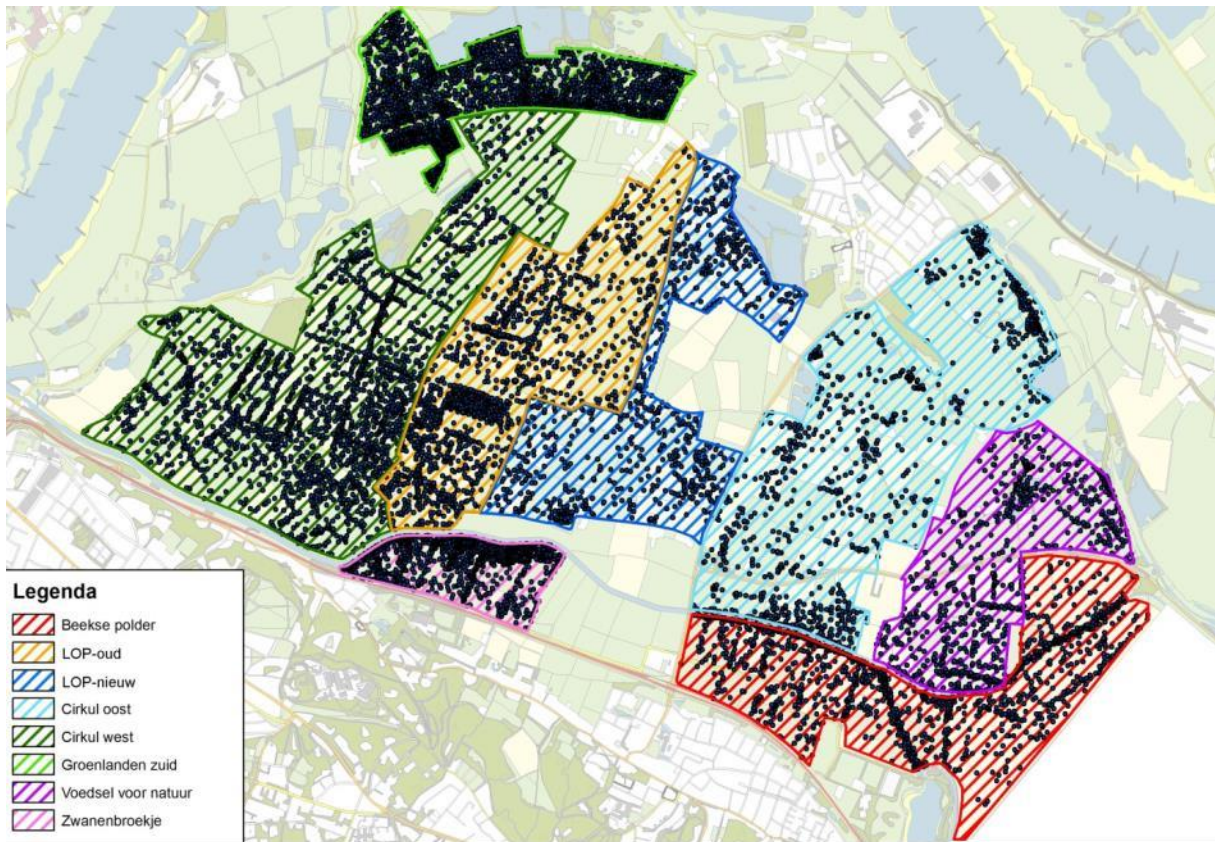 Legenda
Beekse polder
LOP-oud
LOP-nieuw
Cirkul oost
Cirkul west
Groenlanden zuid
Voedsel voor natuur
Zwanenbroekje